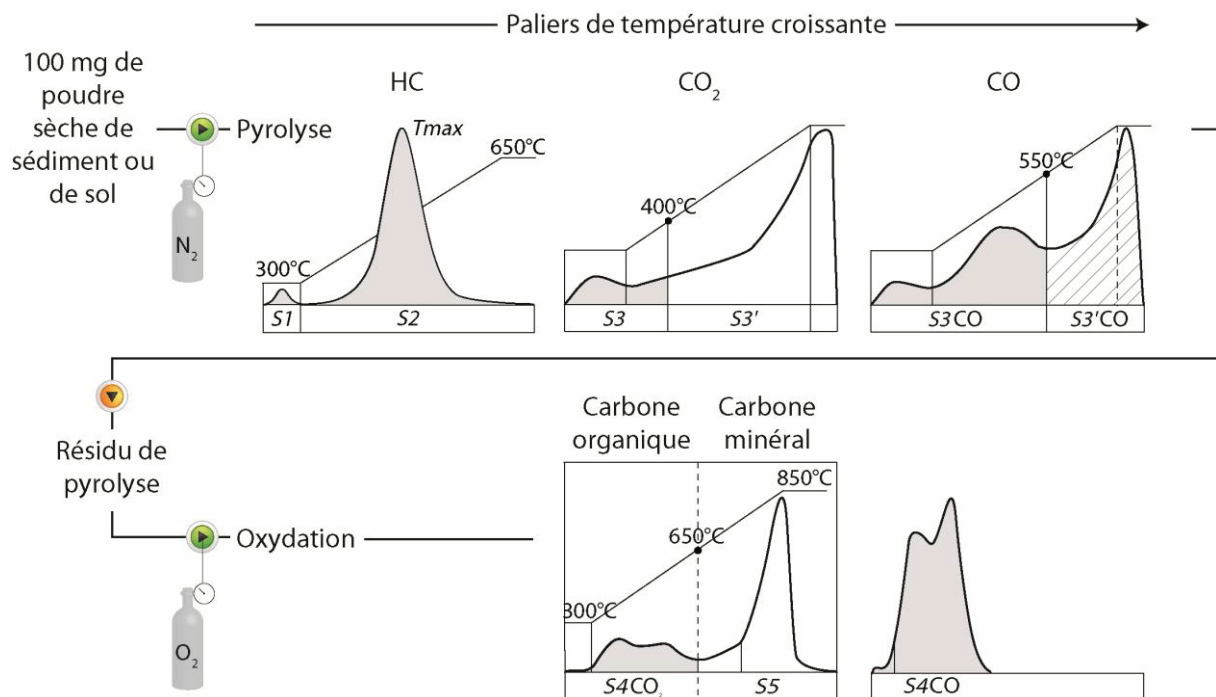 Paliers de température croissante
100 mg de
poudre
sèche de
sédiment ou
de sol
N₂
Pyrolyse
HC
Tmax
650°C
300°C
S1
S2
CO₂
400°C
S3
S3'
CO
550°C
S3CO
S3'CO
Résidu de
pyrolyse
Oxydation
O₂
Carbone
organique
Carbone
minéral
850°C
650°C
300°C
S4CO₂
S5
S4CO